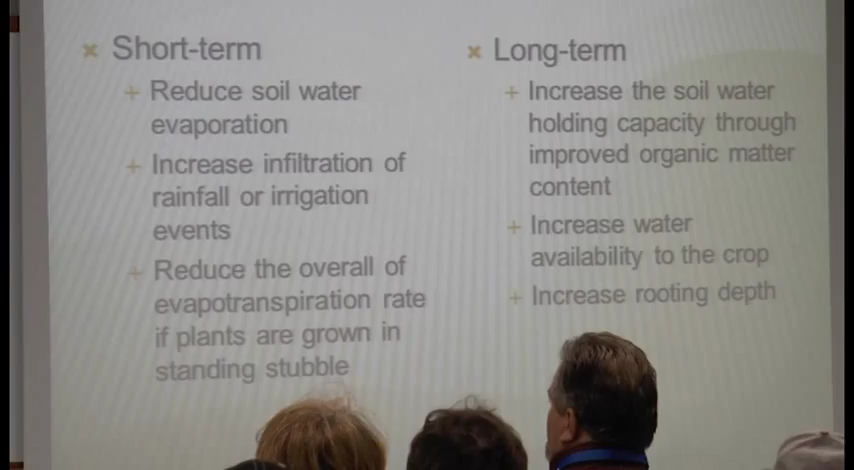 Short-term
+ Reduce soil water
evaporation
+ Increase infiltration of
rainfall or irrigation
events
+ Reduce the overall of
evapotranspiration rate
if plants are grown in
standing stubble
Long-term
+ Increase the soil water
holding capacity through
improved organic matter
content
+ Increase water
availability to the crop
+ Increase rooting depth